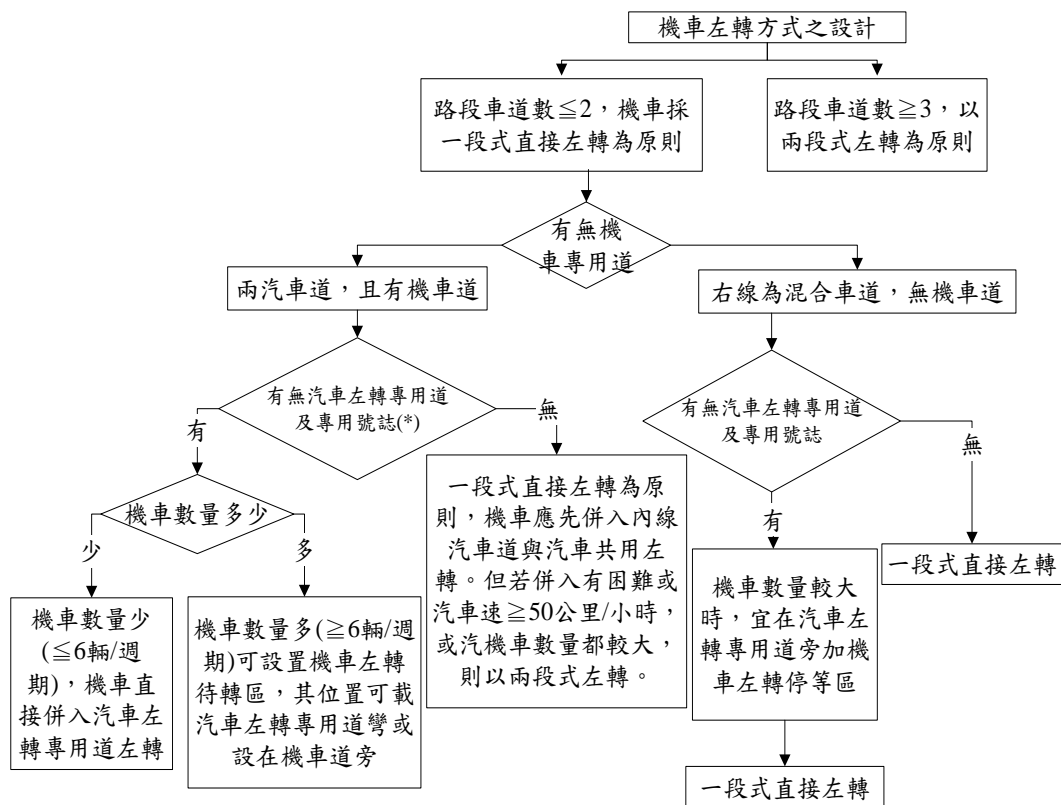 機車左轉方式之設計
路段車道數≦2，機車採
一段式直接左轉為原則
路段車道數≧3，以
兩段式左轉為原則
有無機
車專用道
兩汽車道，且有機車道
右線為混合車道，無機車道
有無汽車左轉專用道
及專用號誌(*)
有無汽車左轉專用道
及專用號誌
有
無
有
無
機車數量多少
少
多
一段式直接左轉為原
則，機車應先併入內線
汽車道與汽車共用左
轉。但若併入有困難或
汽車速≧50公里/小時，
或汽機車數量都較大，
則以兩段式左轉。
一段式直接左轉
機車數量少
(≦6輛/週
期)，機車直
接併入汽車左
轉專用道左轉
機車數量多(≧6輛/週
期)可設置機車左轉
待轉區，其位置可載
汽車左轉專用道彎或
設在機車道旁
機車數量較大
時，宜在汽車左
轉專用道旁加機
車左轉停等區
一段式直接左轉